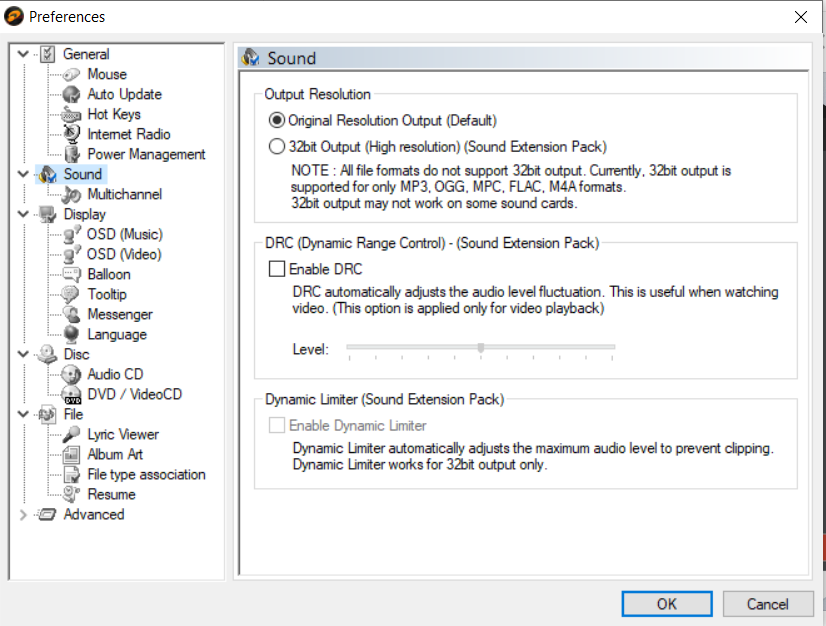 Preferences
General
Mouse
Auto Update
Hot Keys
Internet Radio
Power Management
Sound
Multichannel
Display
OSD (Music)
OSD (Video)
Balloon
Tooltip
Messenger
Language
Disc
Audio CD
DVD
DVD / VideoCD
File
Lyric Viewer
Album Art
File type association
Resume
Advanced
Sound
Output Resolution
Original Resolution Output (Default)
32bit Output (High resolution) (Sound Extension Pack)
NOTE : All file formats do not support 32bit output. Currently, 32bit output is
supported for only MP3, OGG, MPC, FLAC, M4A formats.
32bit output may not work on some sound cards.
DRC (Dynamic Range Control) - (Sound Extension Pack)
Enable DRC
DRC automatically adjusts the audio level fluctuation. This is useful when watching
video. (This option is applied only for video playback)
Level:
Dynamic Limiter (Sound Extension Pack)
Enable Dynamic Limiter
Dynamic Limiter automatically adjusts the maximum audio level to prevent clipping.
Dynamic Limiter works for 32bit output only.
OK
Cancel